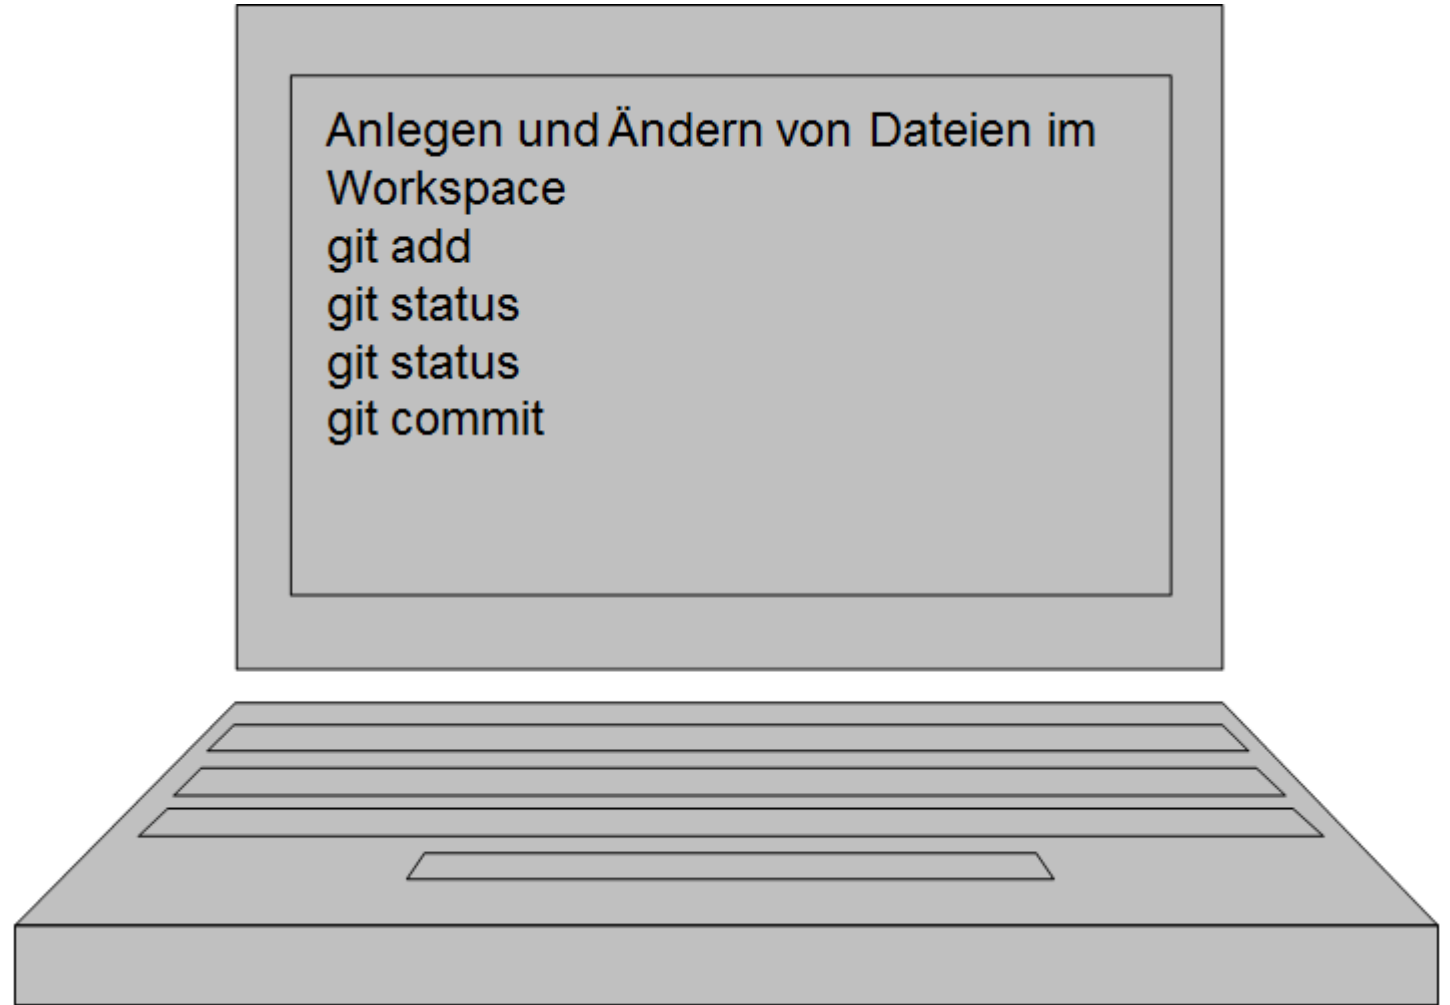 Anlegen und Ändern von Dateien im
Workspace
git add
git status
git status
git commit